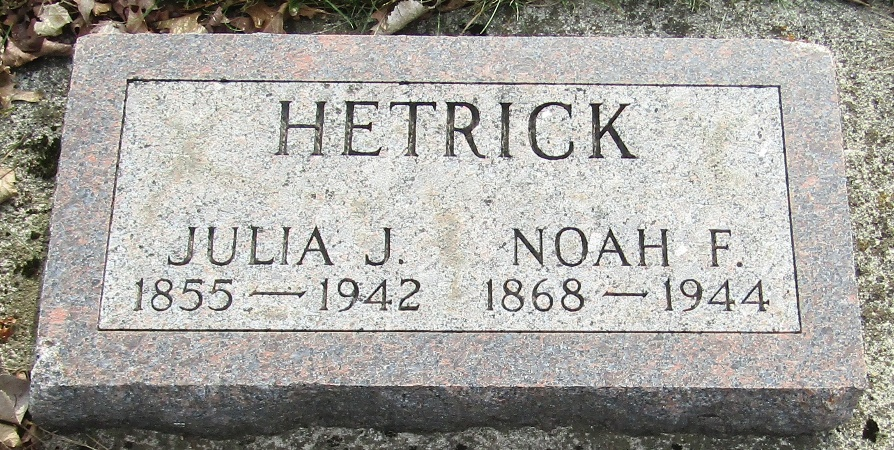 HETRICK
JULIA J. NOAH F.
1855 — 1942 1868 — 1944